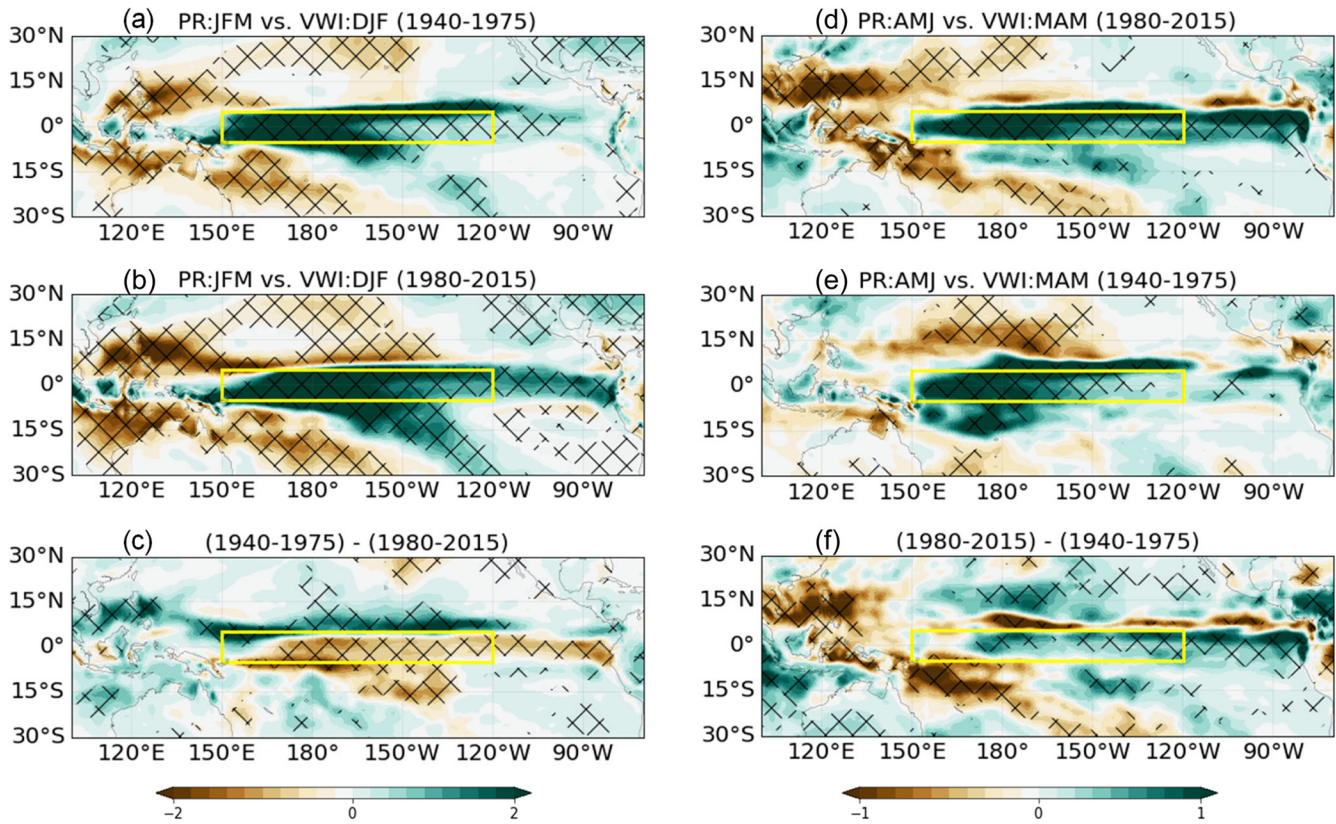 (a) PR:JFM vs. VWI:DJF (1940-1975)
30°N
15°N
0°
15°S
30°S
120°E 150°E 180° 150°W 120°W 90°W
(b) PR:JFM vs. VWI:DJF (1980-2015)
30°N
15°N
0°
15°S
30°S
120°E 150°E 180° 150°W 120°W 90°W
(c) (1940-1975) - (1980-2015)
30°N
15°N
0°
15°S
30°S
120°E 150°E 180° 150°W 120°W 90°W
−2 0 2
(d) PR:AMJ vs. VWI:MAM (1980-2015)
30°N
15°N
0°
15°S
30°S
120°E 150°E 180° 150°W 120°W 90°W
(e) PR:AMJ vs. VWI:MAM (1940-1975)
30°N
15°N
0°
15°S
30°S
120°E 150°E 180° 150°W 120°W 90°W
(f) (1980-2015) - (1940-1975)
30°N
15°N
0°
15°S
30°S
120°E 150°E 180° 150°W 120°W 90°W
−1 0 1